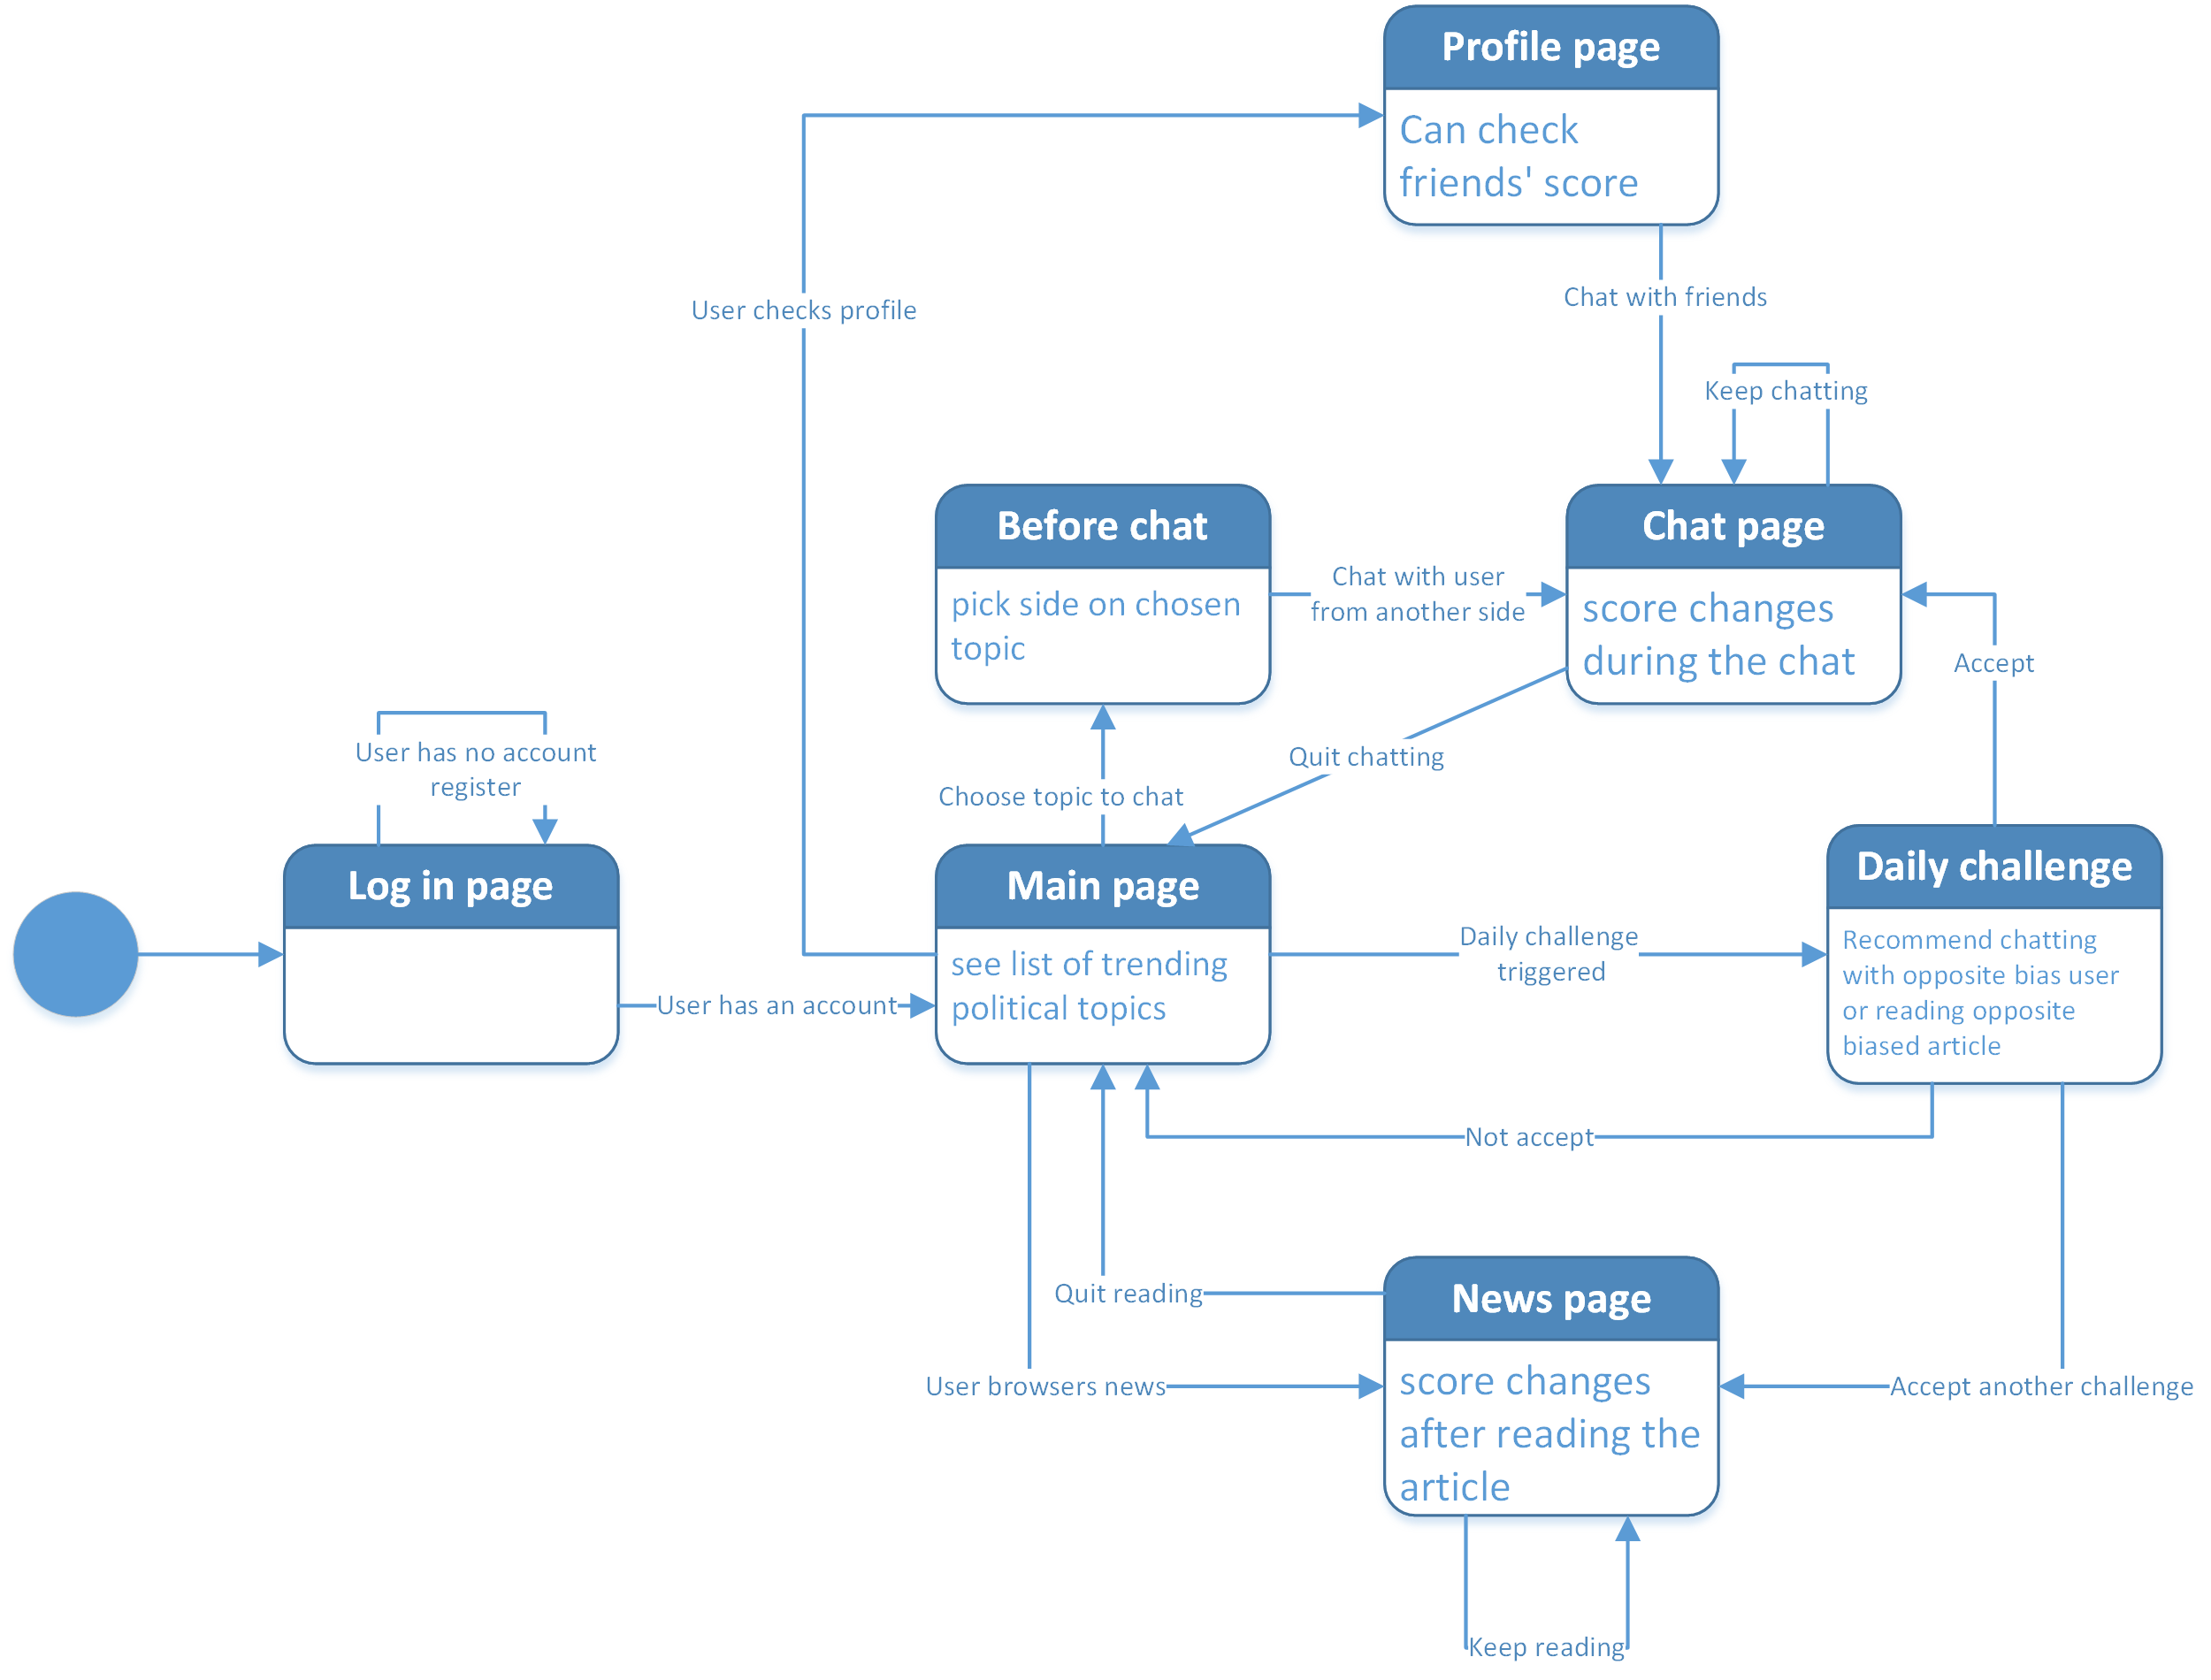 Profile page
Can check
friends' score
User checks profile
Chat with friends
Keep chatting
Before chat
pick side on chosen
topic
Chat with user
from another side
Chat page
score changes
during the chat
Accept
User has no account
register
Quit chatting
Choose topic to chat
Log in page
User has an account
Main page
see list of trending
political topics
Daily challenge
triggered
Daily challenge
Recommend chatting
with opposite bias user
or reading opposite
biased article
Not accept
Quit reading
User browsers news
News page
score changes
after reading the
article
Accept another challenge
Keep reading